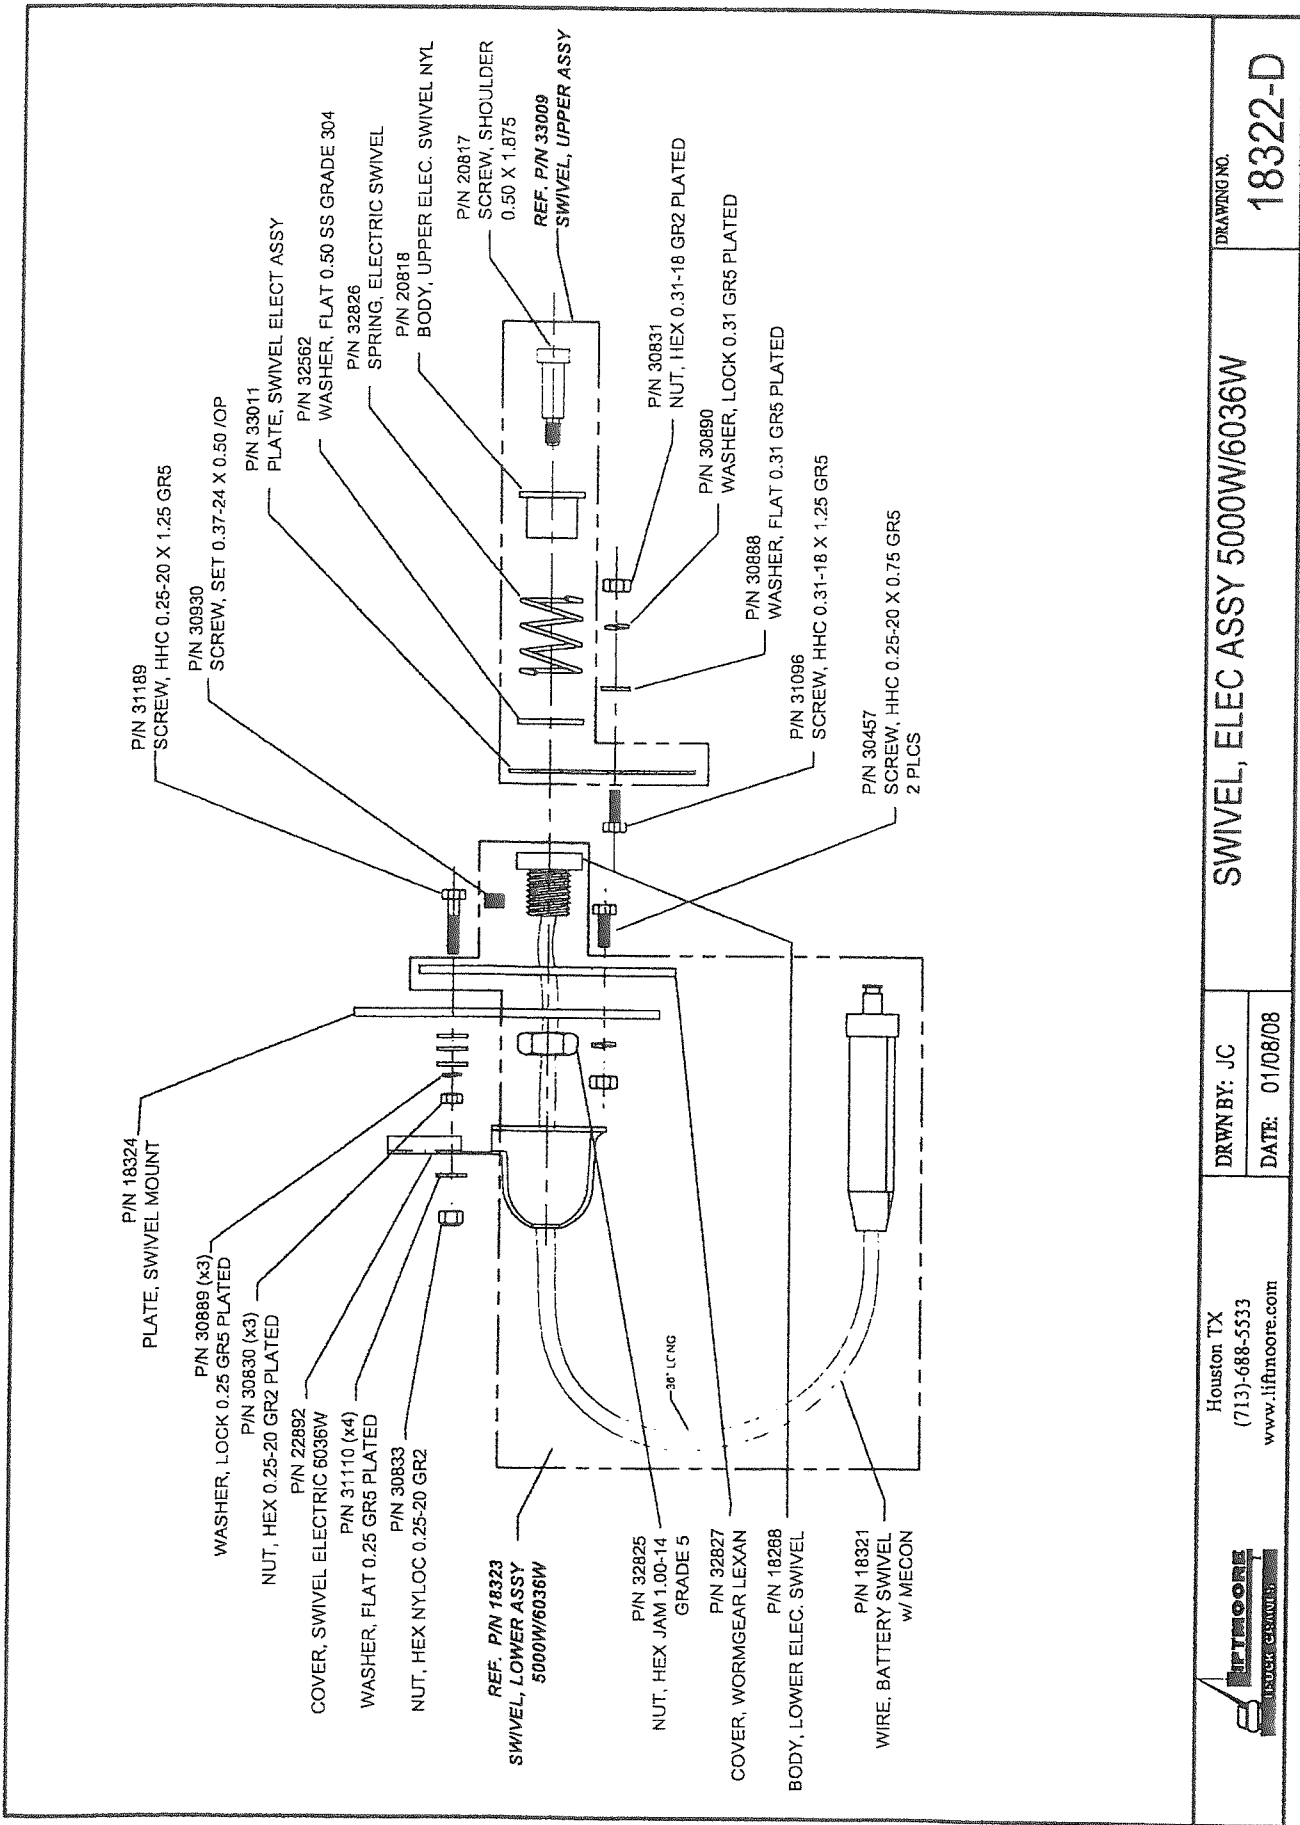 P/N 31189
SCREW, HHC 0.25-20 X 1.25 GR5
P/N 30930
SCREW, SET 0.37-24 X 0.50 /OP
P/N 33011
PLATE, SWIVEL ELECT ASSY
P/N 32562
WASHER, FLAT 0.50 SS GRADE 304
P/N 32826
SPRING, ELECTRIC SWIVEL
P/N 20818
BODY, UPPER ELEC. SWIVEL NYL
P/N 20817
SCREW, SHOULDER
0.50 X 1.875
REF. P/N 33009
SWIVEL, UPPER ASSY
P/N 30831
NUT, HEX 0.31-18 GR2 PLATED
P/N 30890
WASHER, LOCK 0.31 GR5 PLATED
P/N 30888
WASHER, FLAT 0.31 GR5 PLATED
P/N 31096
SCREW, HHC 0.31-18 X 1.25 GR5
P/N 30457
SCREW, HHC 0.25-20 X 0.75 GR5
2 PLCS
P/N 18324
PLATE, SWIVEL MOUNT
P/N 30889 (x3)
WASHER, LOCK 0.25 GR5 PLATED
P/N 30830 (x3)
NUT, HEX 0.25-20 GR2 PLATED
P/N 22892
COVER, SWIVEL ELECTRIC 6036W
P/N 31110 (x4)
WASHER, FLAT 0.25 GR5 PLATED
P/N 30833
NUT, HEX NYLOC 0.25-20 GR2
REF. P/N 18323
SWIVEL, LOWER ASSY
5000W/6036W
36" LONG
P/N 32825
NUT, HEX JAM 1.00-14
GRADE 5
P/N 32827
COVER, WORMGEAR LEXAN
P/N 18268
BODY, LOWER ELEC. SWIVEL
P/N 18321
WIRE, BATTERY SWIVEL
w/ MECON
LIFTMOORE
TRUCK CRANES
Houston TX
(713)-688-5533
www.liftmoore.com
DRWN BY: JC
DATE: 01/08/08
SWIVEL, ELEC ASSY 5000W/6036W
DRAWING NO.
18322-D